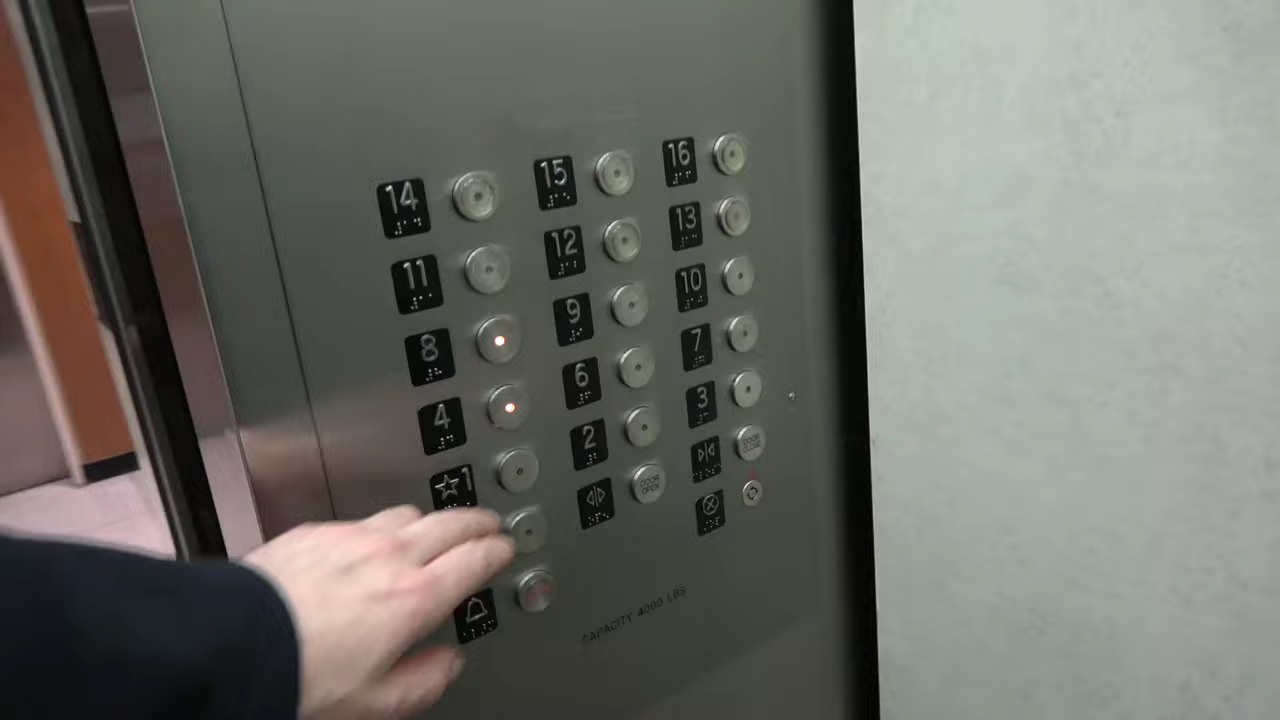 14 15 16
11 12 13
8 9 10
4 6 7
☆1 2 3
DOOR OPEN
DOOR CLOSE
CAPACITY 4000 LBS